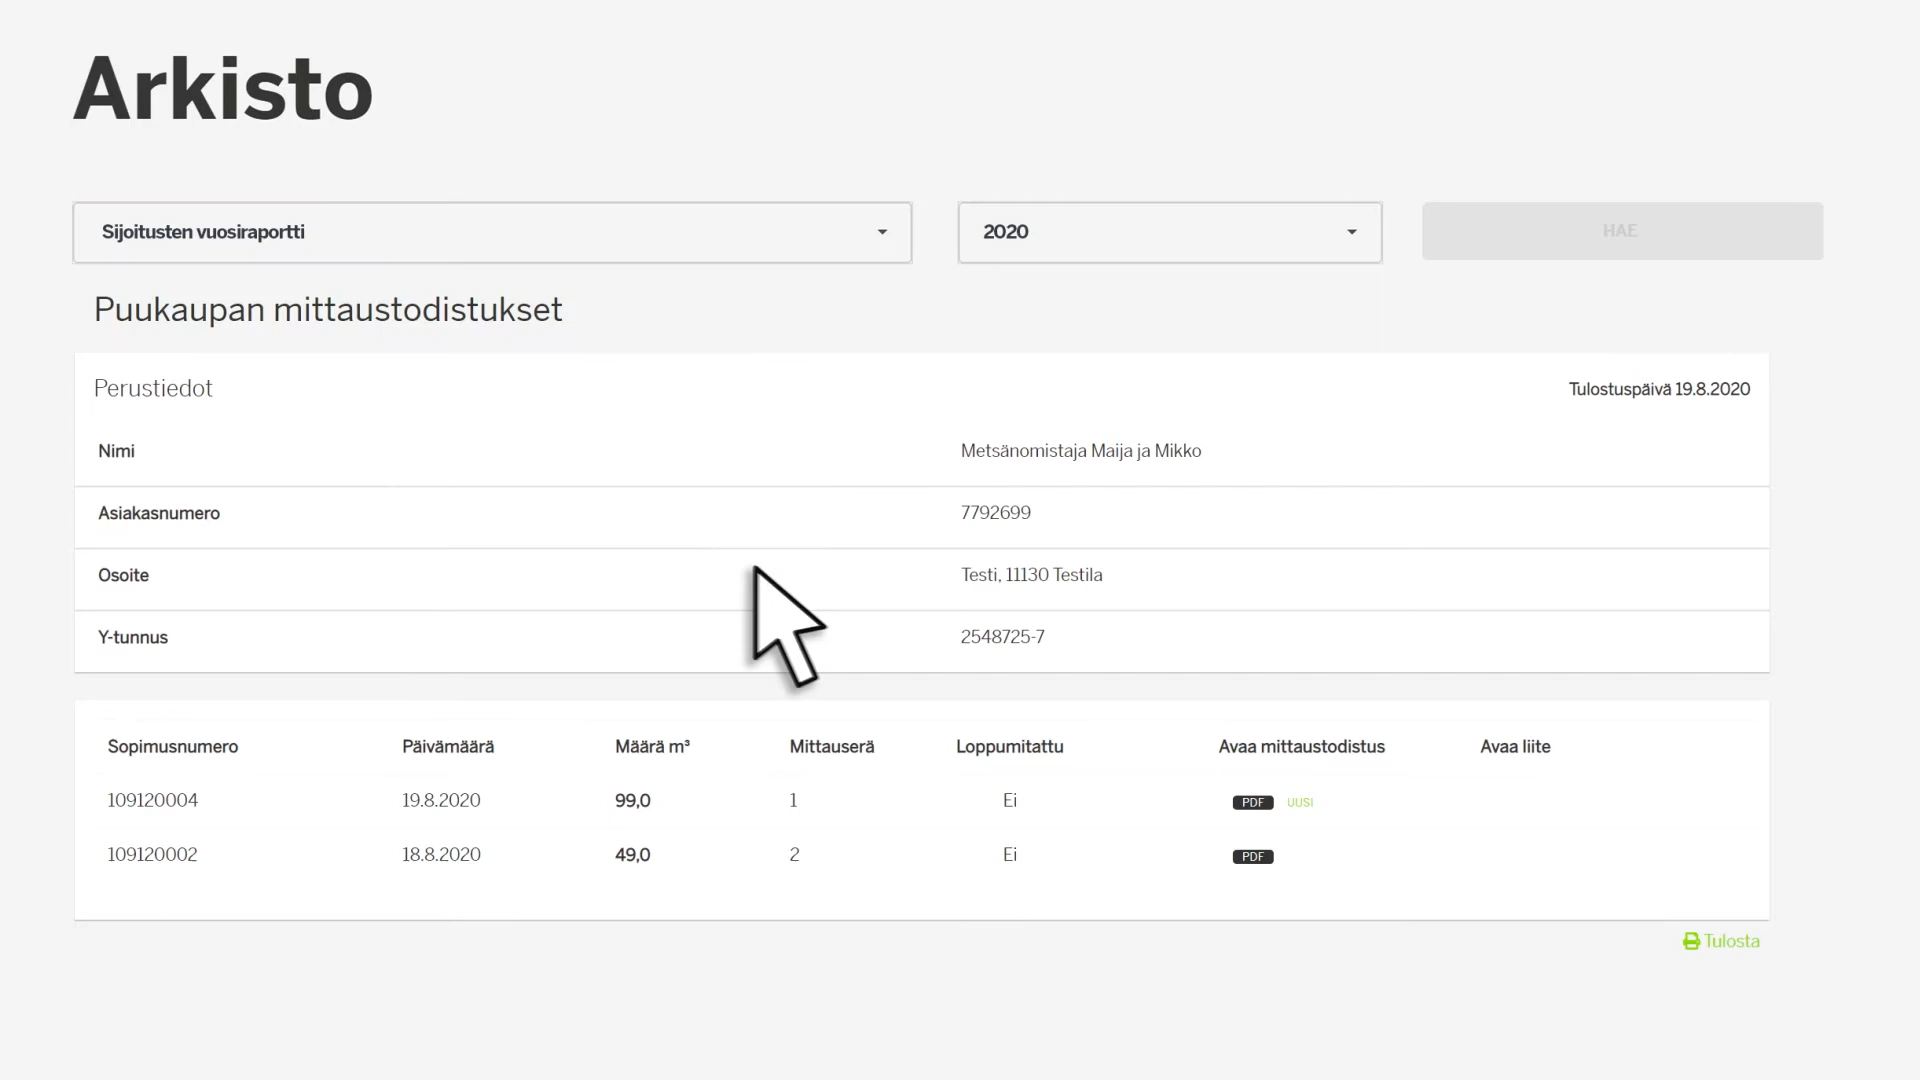 Arkisto
Sijoitusten vuosiraportti 2020 HAE
Puukaupan mittaustodistukset
Perustiedot Tulostuspäivä 19.8.2020
Nimi Metsänomistaja Maija ja Mikko
Asiakasnumero 7792699
Osoite Testi, 11130 Testila
Y-tunnus 2548725-7
Sopimusnumero Päivämäärä Määrä m³ Mittauserä Loppumitattu Avaa mittaustodistus Avaa liite
109120004 19.8.2020 99,0 1 Ei PDF UUSI
109120002 18.8.2020 49,0 2 Ei PDF
Tulosta